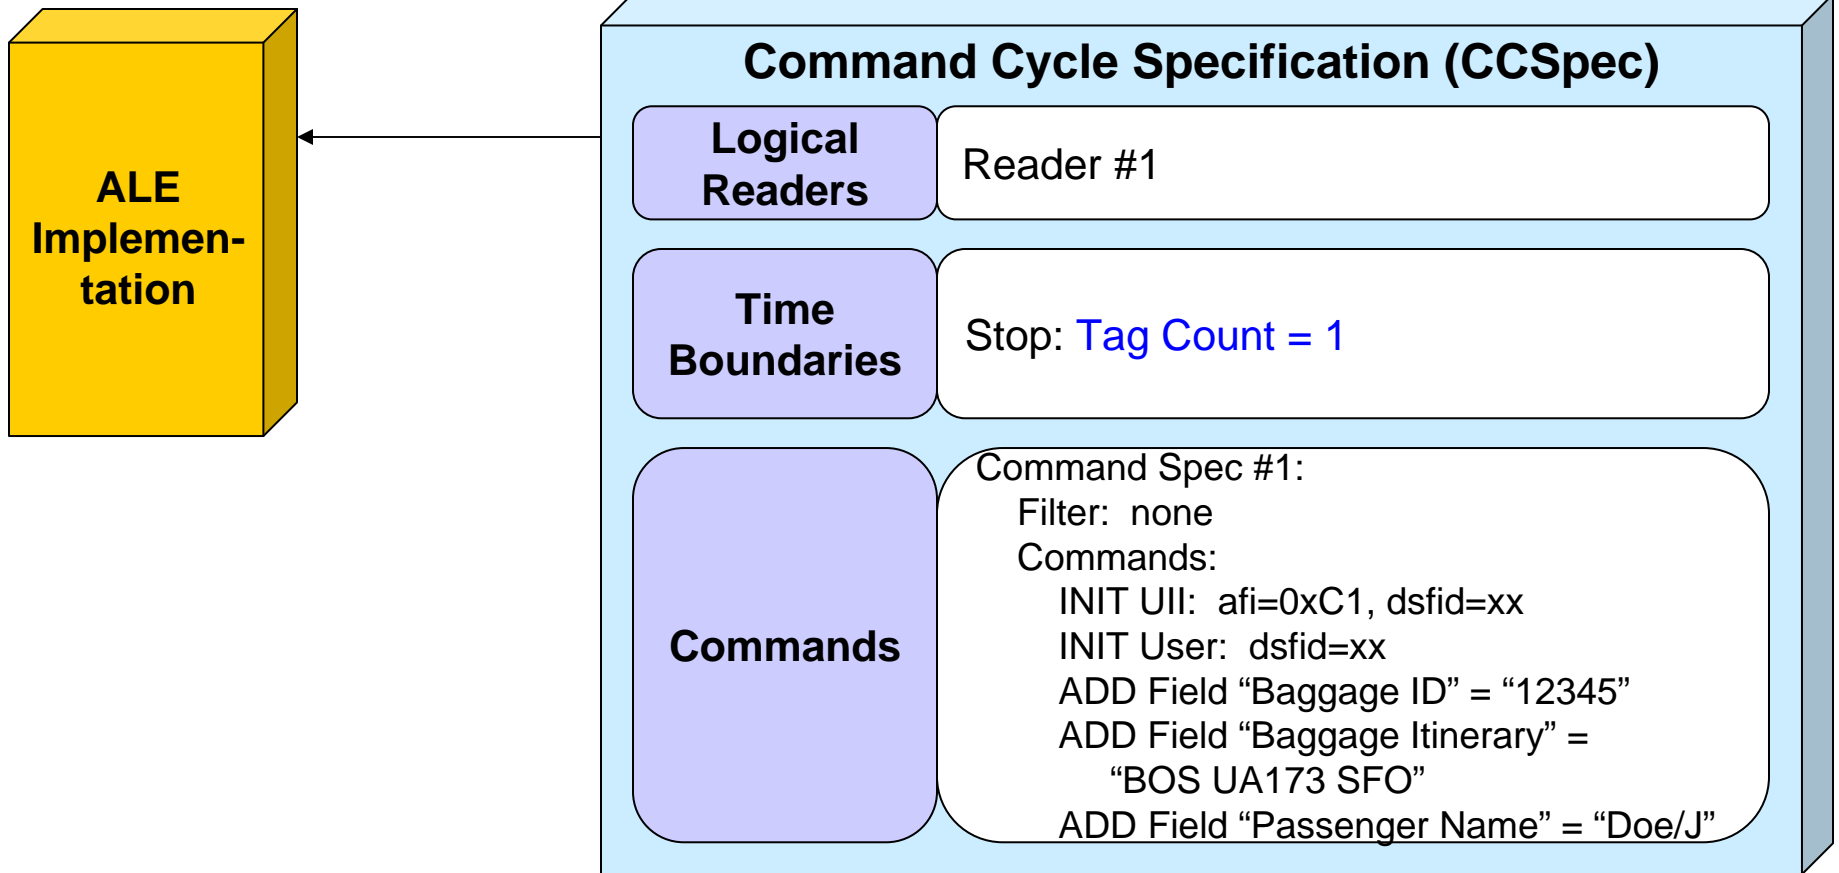 Command Cycle Specification (CCSpec)
ALE
Implemen-
tation
Logical
Readers
Reader #1
Time
Boundaries
Stop: Tag Count = 1
Commands
Command Spec #1:
Filter: none
Commands:
INIT UII: afi=0xC1, dsfid=xx
INIT User: dsfid=xx
ADD Field “Baggage ID” = “12345”
ADD Field “Baggage Itinerary” =
“BOS UA173 SFO”
ADD Field “Passenger Name” = “Doe/J”